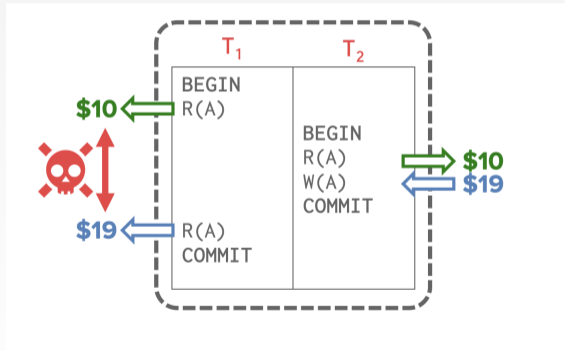 T1 T2
BEGIN
$10 R(A)
BEGIN
R(A) $10
W(A) $19
COMMIT
$19 R(A)
COMMIT